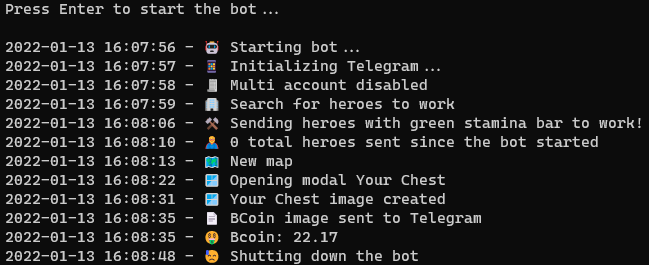 Press Enter to start the bot...
2022-01-13 16:07:56 - 🤖 Starting bot...
2022-01-13 16:07:57 - 📱 Initializing Telegram...
2022-01-13 16:07:58 - 🧾 Multi account disabled
2022-01-13 16:07:59 - 🏢 Search for heroes to work
2022-01-13 16:08:06 - ⚒️ Sending heroes with green stamina bar to work!
2022-01-13 16:08:10 - 👷 0 total heroes sent since the bot started
2022-01-13 16:08:13 - 🗺️ New map
2022-01-13 16:08:22 - 🪟 Opening modal Your Chest
2022-01-13 16:08:31 - 🪟 Your Chest image created
2022-01-13 16:08:35 - 📄 BCoin image sent to Telegram
2022-01-13 16:08:35 - 🤑 Bcoin: 22.17
2022-01-13 16:08:48 - 😓 Shutting down the bot